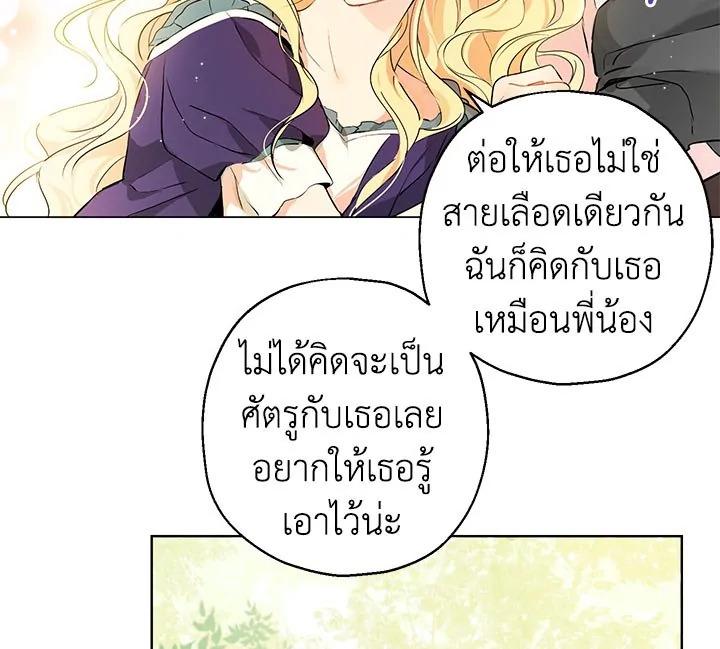 ต่อให้เธอไม่ใช่
สายเลือดเดียวกัน
ฉันก็คิดกับเธอ
เหมือนพี่น้อง
ไม่ได้คิดจะเป็น
ศัตรูกับเธอเลย
อยากให้เธอรู้
เอาไว้น่ะ